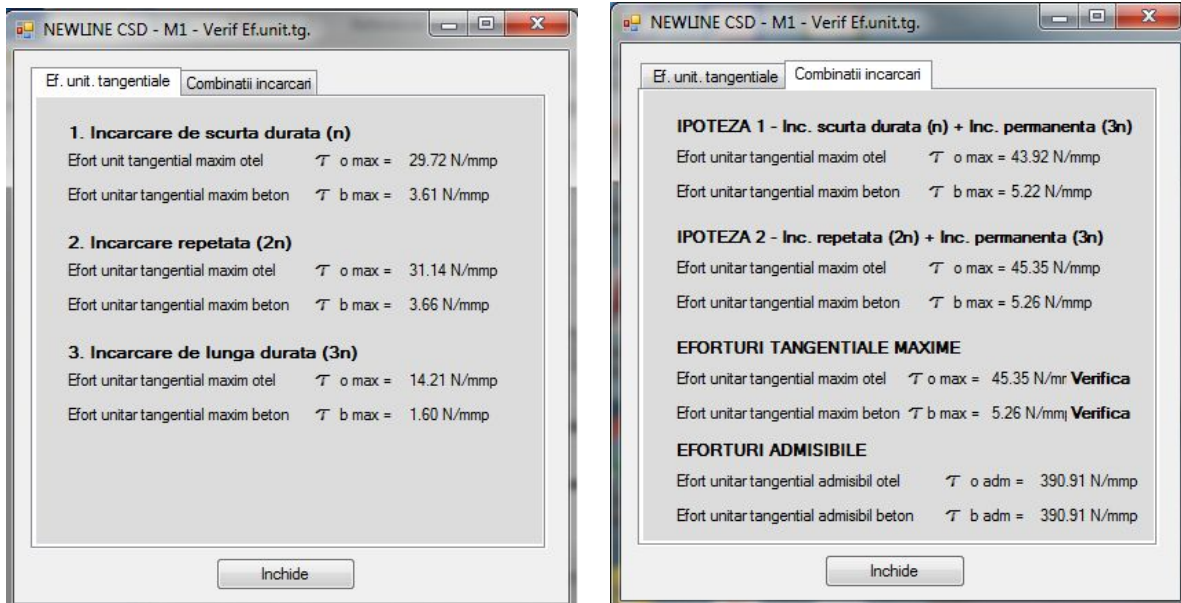 NEWLINE CSD - M1 - Verif Ef.unit.tg.
Ef. unit. tangentiale
Combinatii incarcari
1. Incarcare de scurta durata (n)
Efort unit tangential maxim otel τ o max = 29.72 N/mmp
Efort unitar tangential maxim beton τ b max = 3.61 N/mmp
2. Incarcare repetata (2n)
Efort unitar tangential maxim otel τ o max = 31.14 N/mmp
Efort unitar tangential maxim beton τ b max = 3.66 N/mmp
3. Incarcare de lunga durata (3n)
Efort unitar tangential maxim otel τ o max = 14.21 N/mmp
Efort unitar tangential maxim beton τ b max = 1.60 N/mmp
Inchide
NEWLINE CSD - M1 - Verif Ef.unit.tg.
Ef. unit. tangentiale
Combinatii incarcari
IPOTEZA 1 - Inc. scurta durata (n) + Inc. permanenta (3n)
Efort unitar tangential maxim otel τ o max = 43.92 N/mmp
Efort unitar tangential maxim beton τ b max = 5.22 N/mmp
IPOTEZA 2 - Inc. repetata (2n) + Inc. permanenta (3n)
Efort unitar tangential maxim otel τ o max = 45.35 N/mmp
Efort unitar tangential maxim beton τ b max = 5.26 N/mmp
EFORTURI TANGENTIALE MAXIME
Efort unitar tangential maxim otel τ o max = 45.35 N/mr Verifica
Efort unitar tangential maxim beton τ b max = 5.26 N/mm Verifica
EFORTURI ADMISIBILE
Efort unitar tangential admisibil otel τ o adm = 390.91 N/mmp
Efort unitar tangential admisibil beton τ b adm = 390.91 N/mmp
Inchide